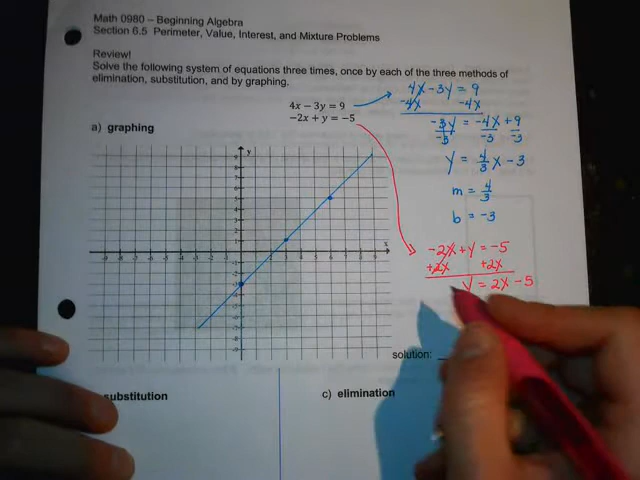 Math 0980 – Beginning Algebra
Section 6.5 Perimeter, Value, Interest, and Mixture Problems
Review!
Solve the following system of equations three times, once by each of the three methods of
elimination, substitution, and by graphing.
4x − 3y = 9
−2x + y = −5
a) graphing
y
x
4x - 3y = 9
-4x -4x
-3y = -4x + 9
-3 -3 -3
y = 4/3 x - 3
m = 4/3
b = -3
-2x + y = -5
+2x +2x
y = 2x - 5
solution:
substitution
c) elimination